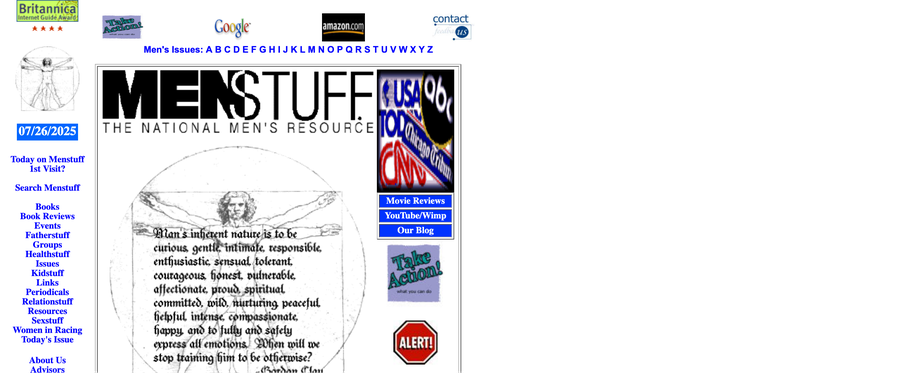 Britannica
Internet Guide Award
Take Action!
Google
amazon.com
contact
us
Men's Issues: A B C D E F G H I J K L M N O P Q R S T U V W X Y Z
07/26/2025
Today on Menstuff
1st Visit?
Search Menstuff
Books
Book Reviews
Events
Fatherstuff
Groups
Healthstuff
Issues
Kidstuff
Links
Periodicals
Relationstuff
Resources
Sexstuff
Women in Racing
Today's Issue
About Us
Advisors
MENSTUFF.
THE NATIONAL MEN'S RESOURCE
Man's inherent nature is to be
curious, gentle, intimate, responsible,
enthusiastic, sensual, tolerant,
courageous, honest, vulnerable,
affectionate, proud, spiritual,
committed, wild, nurturing, peaceful,
helpful, intense, compassionate,
happy, and to fully and safely
express all emotions. When will we
stop training him to be otherwise?
-Gordon Clay
abc
USA
TODAY
Chicago Tribune
CNN
Movie Reviews
YouTube/Wimp
Our Blog
Take
Action!
what you can do
ALERT!